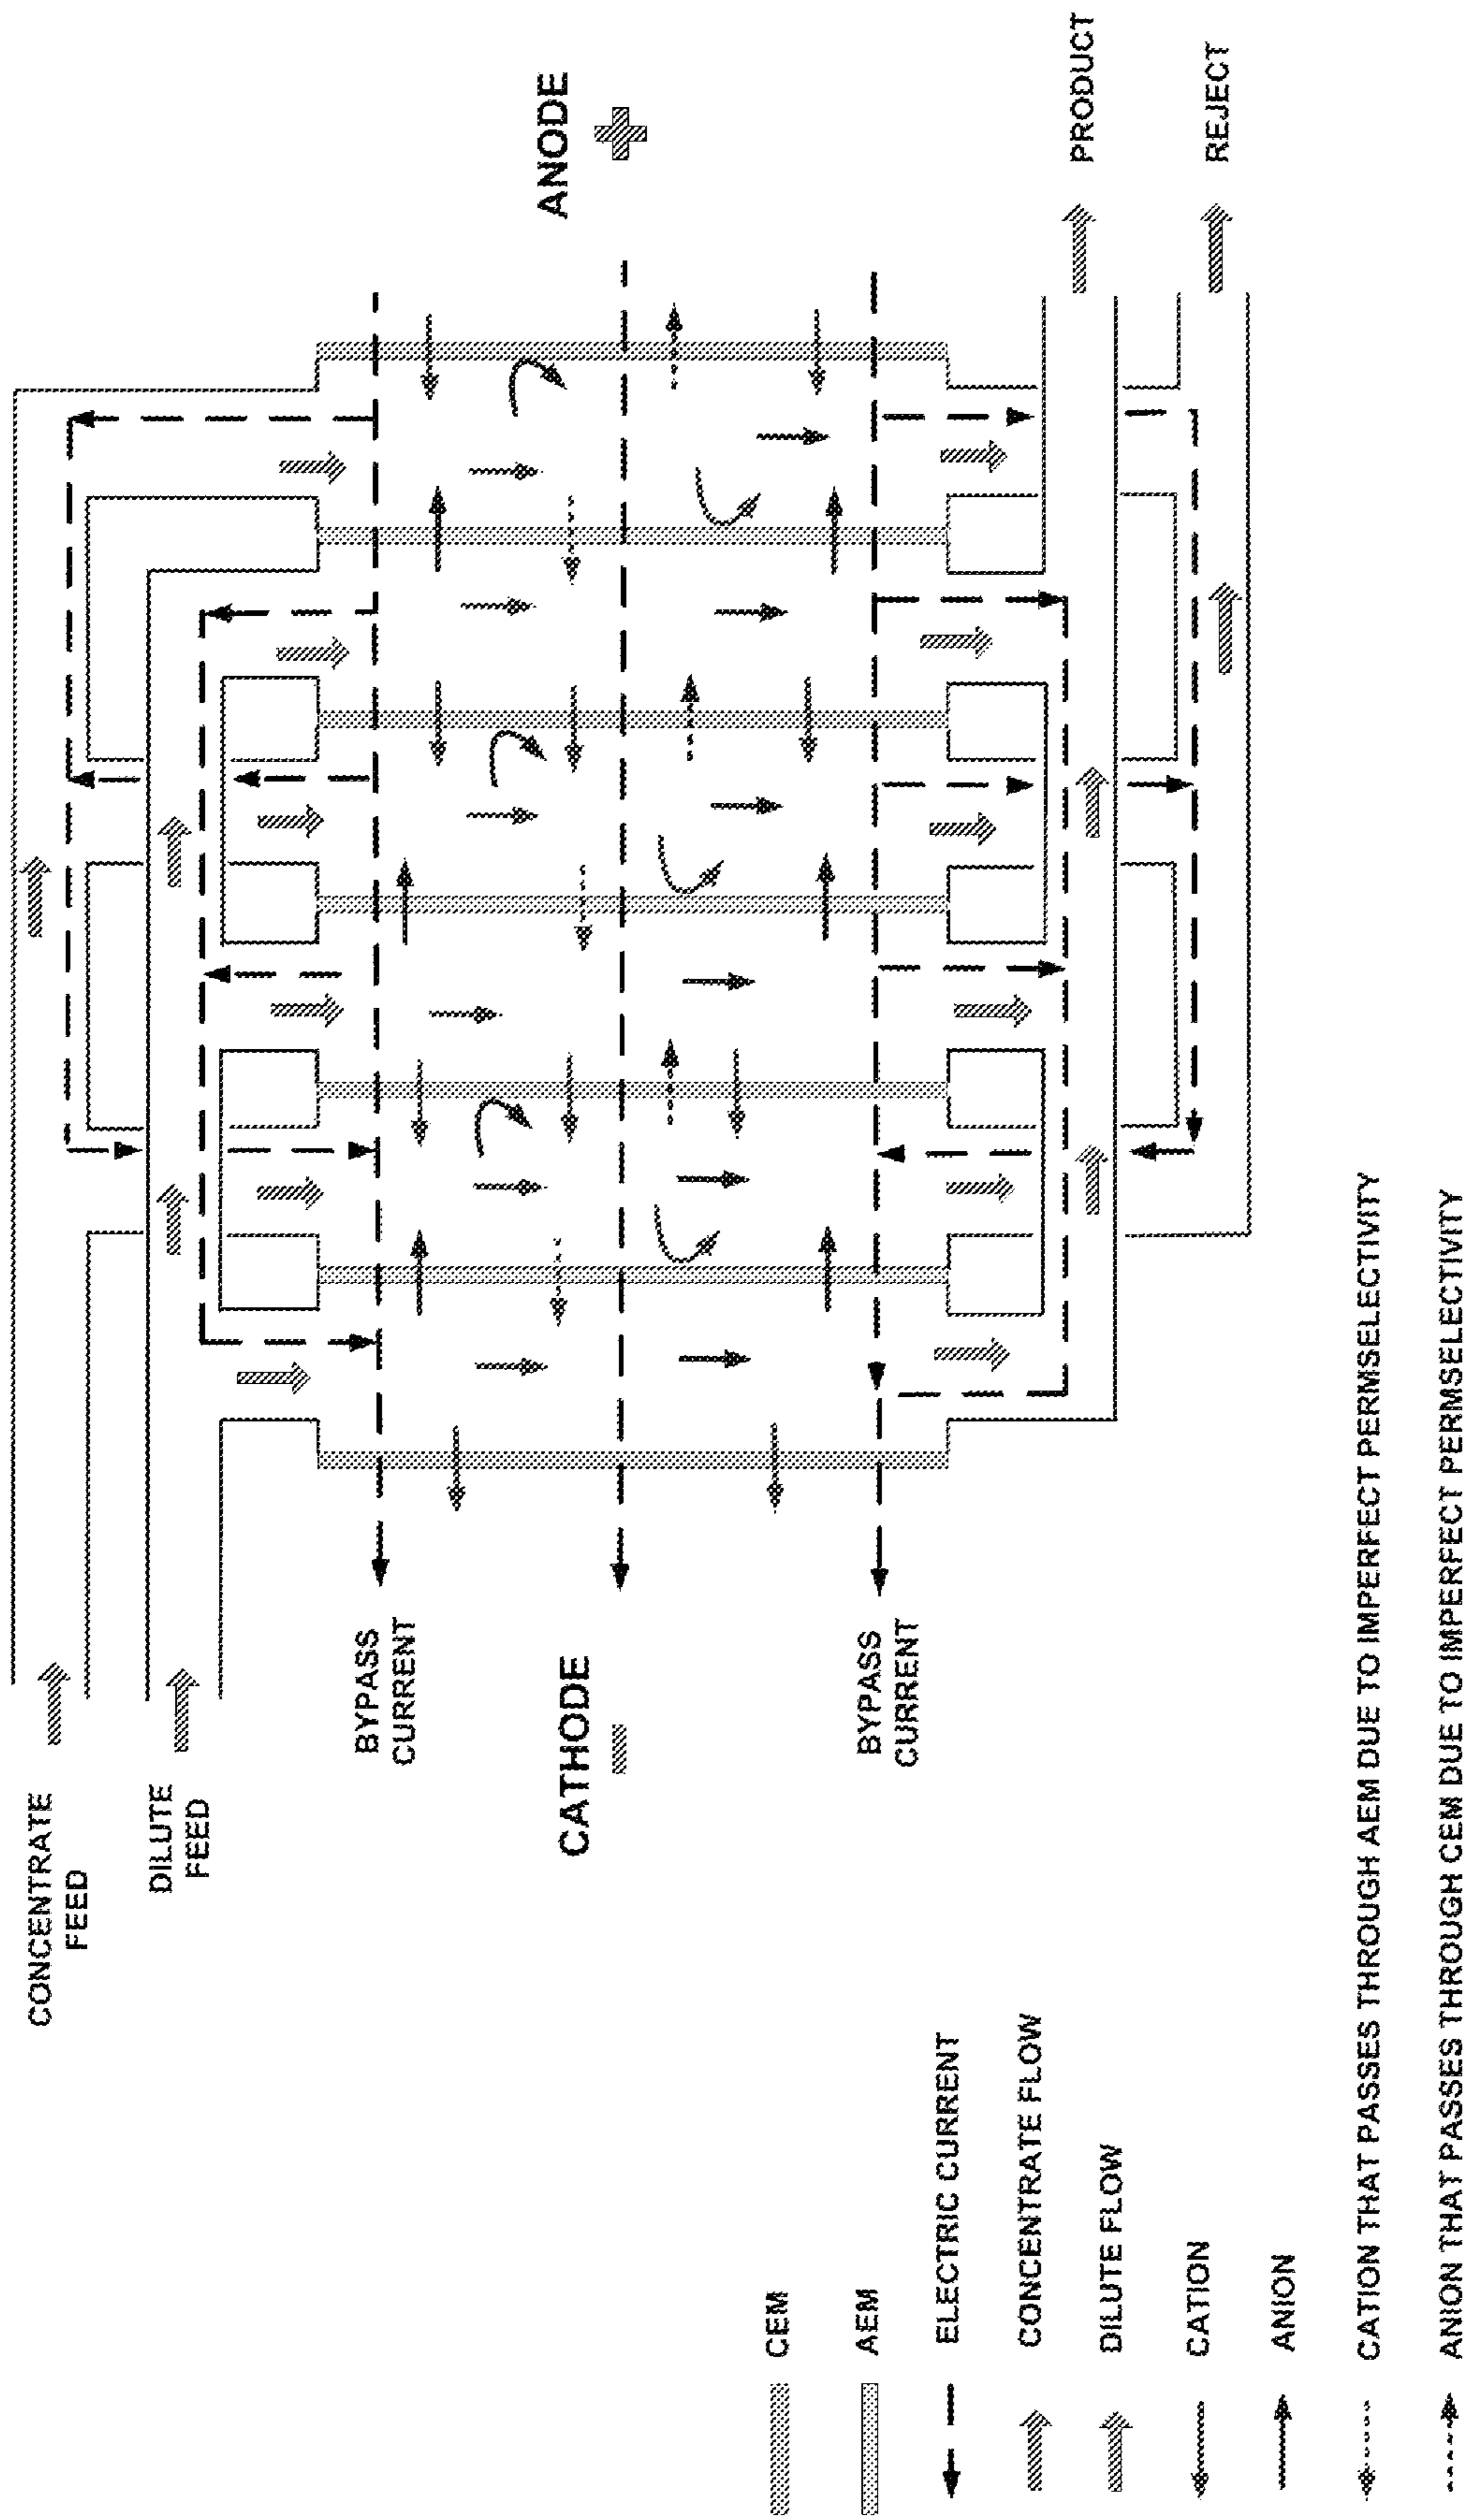 CONCENTRATE
FEED
DILUTE
FEED
BYPASS
CURRENT
CATHODE
−
BYPASS
CURRENT
ANODE
+
PRODUCT
REJECT
CEM
AEM
ELECTRIC CURRENT
CONCENTRATE FLOW
DILUTE FLOW
CATION
ANION
CATION THAT PASSES THROUGH AEM DUE TO IMPERFECT PERMSELECTIVITY
ANION THAT PASSES THROUGH CEM DUE TO IMPERFECT PERMSELECTIVITY